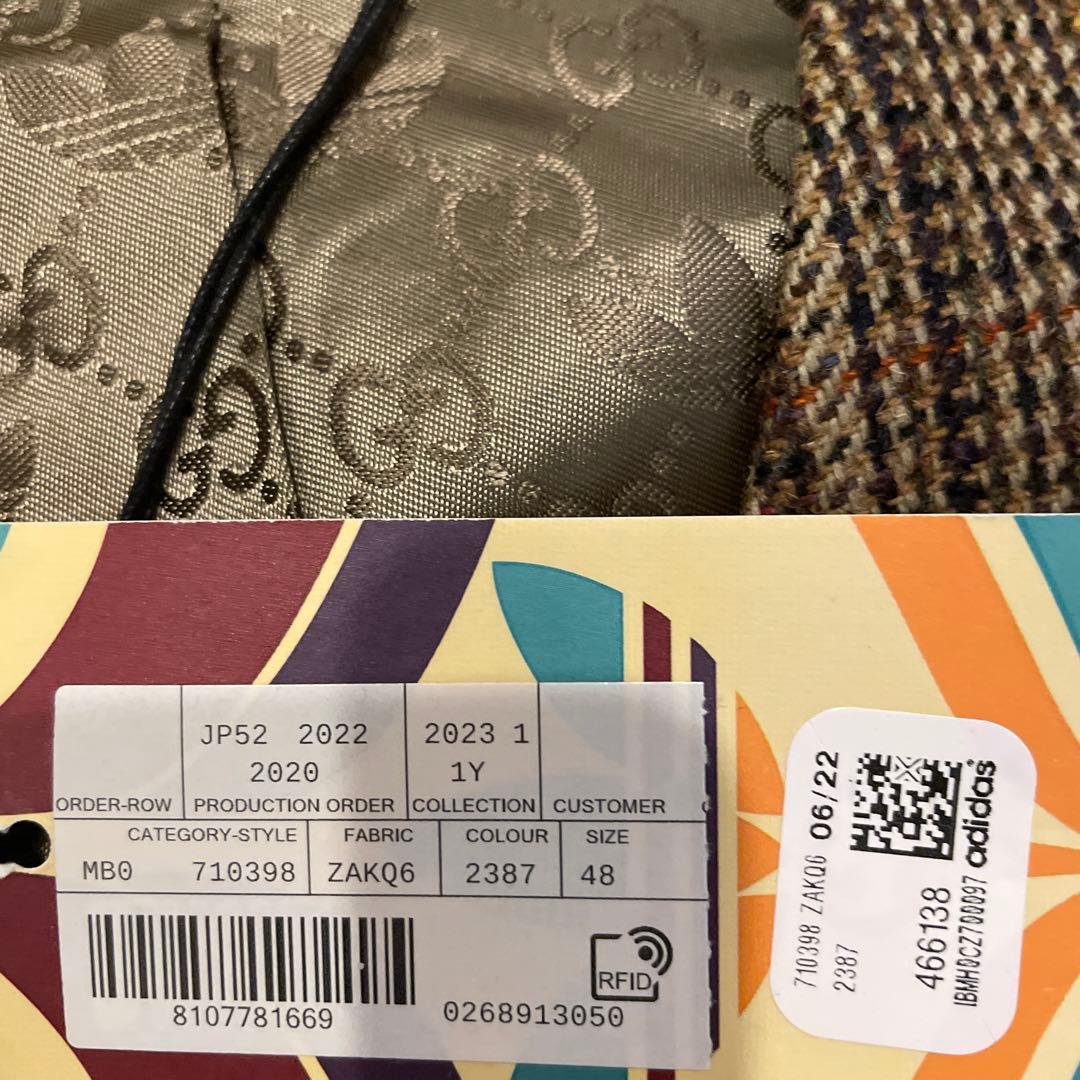 JP52 2022
2020
2023 1
1Y
ORDER-ROW PRODUCTION ORDER COLLECTION CUSTOMER
CATEGORY-STYLE FABRIC COLOUR SIZE
MB0 710398 ZAKQ6 2387 48
RFID
8107781669 0268913050
710398 ZAKQ6 06/22
2387
466138
IBMH0CZ700097 adidas